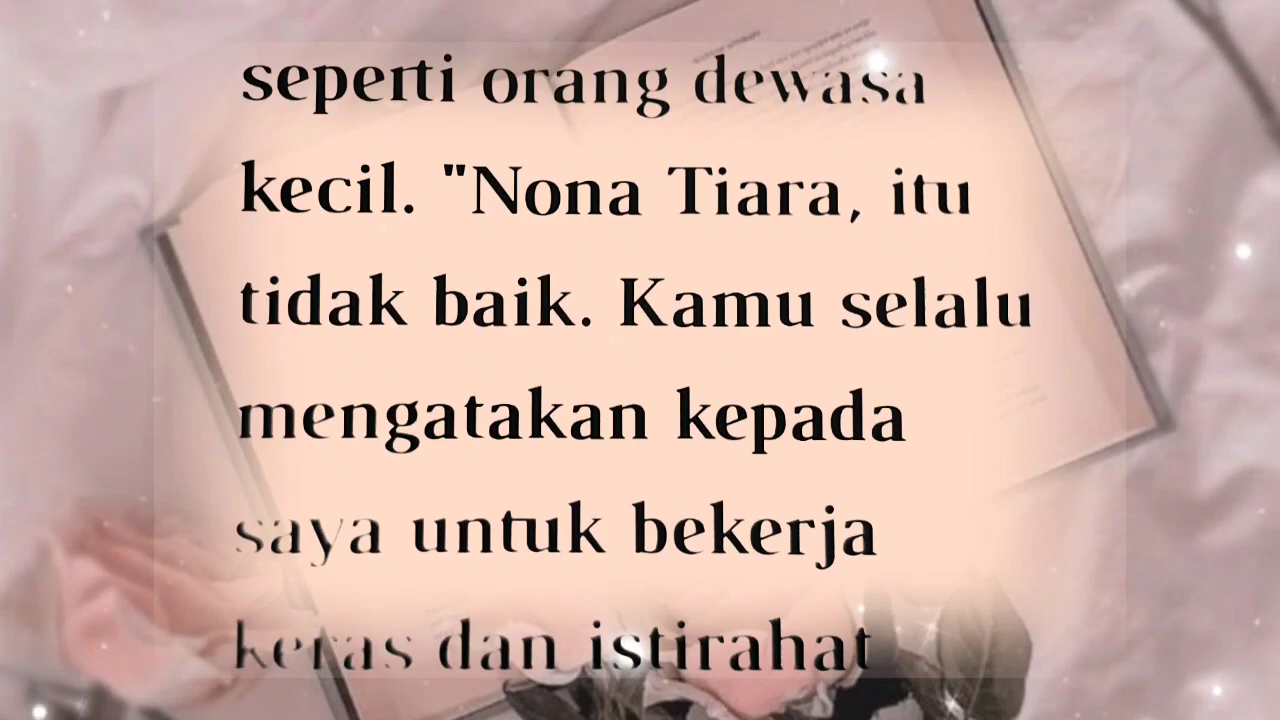 seperti orang dewasa
kecil. "Nona Tiara, itu
tidak baik. Kamu selalu
mengatakan kepada
saya untuk bekerja
keras dan istirahat